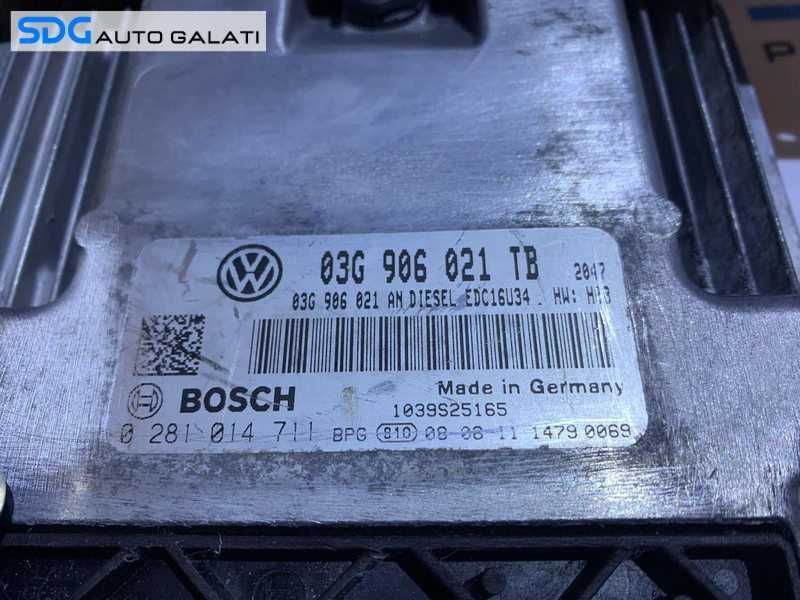 SDG AUTO GALATI
P
03G 906 021 TB 2047
03G 906 021 AN DIESEL EDC16U34 HW:
BOSCH Made in Germany
1039S25165
0 281 014 711 BPG 810 08-08-11 1479 0069